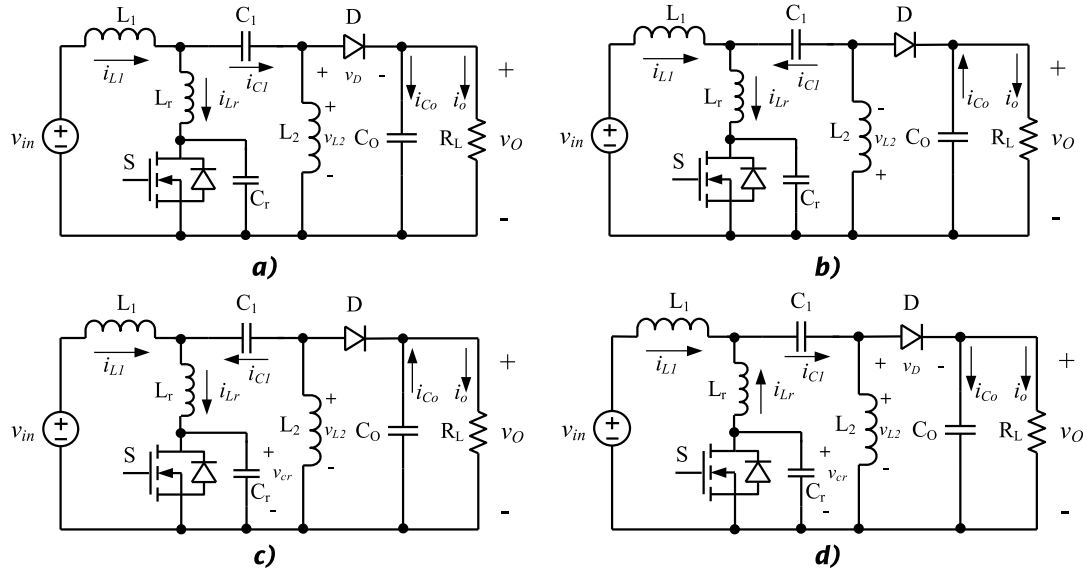 L1 C1 D
iL1 iC1 + vD - iCo io +
Lr iLr +
vin L2 vL2 CO RL vO
S Cr - -
a)
L1 C1 D
iL1 iC1 iCo io +
Lr iLr -
vin L2 vL2 CO RL vO
S Cr + -
b)
L1 C1 D
iL1 iC1 iCo io +
Lr iLr +
vin L2 vL2 CO RL vO
S + vcr - Cr - -
c)
L1 C1 D
iL1 iC1 + vD - iCo io +
Lr iLr +
vin L2 vL2 CO RL vO
S + vcr - Cr - -
d)